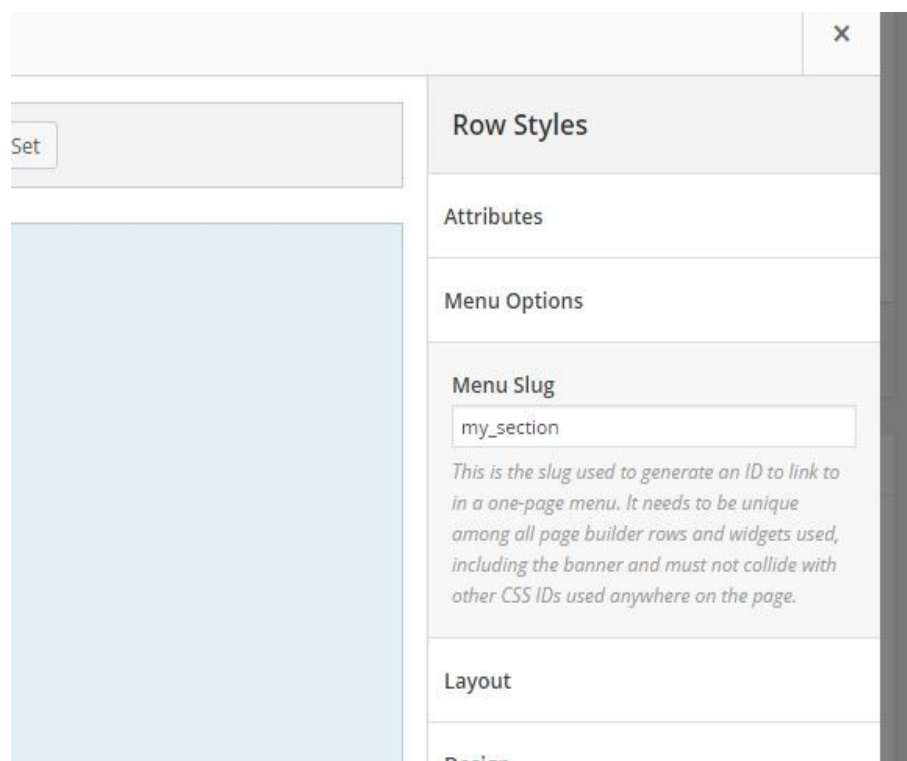 ×
Set
Row Styles
Attributes
Menu Options
Menu Slug
my_section
This is the slug used to generate an ID to link to
in a one-page menu. It needs to be unique
among all page builder rows and widgets used,
including the banner and must not collide with
other CSS IDs used anywhere on the page.
Layout